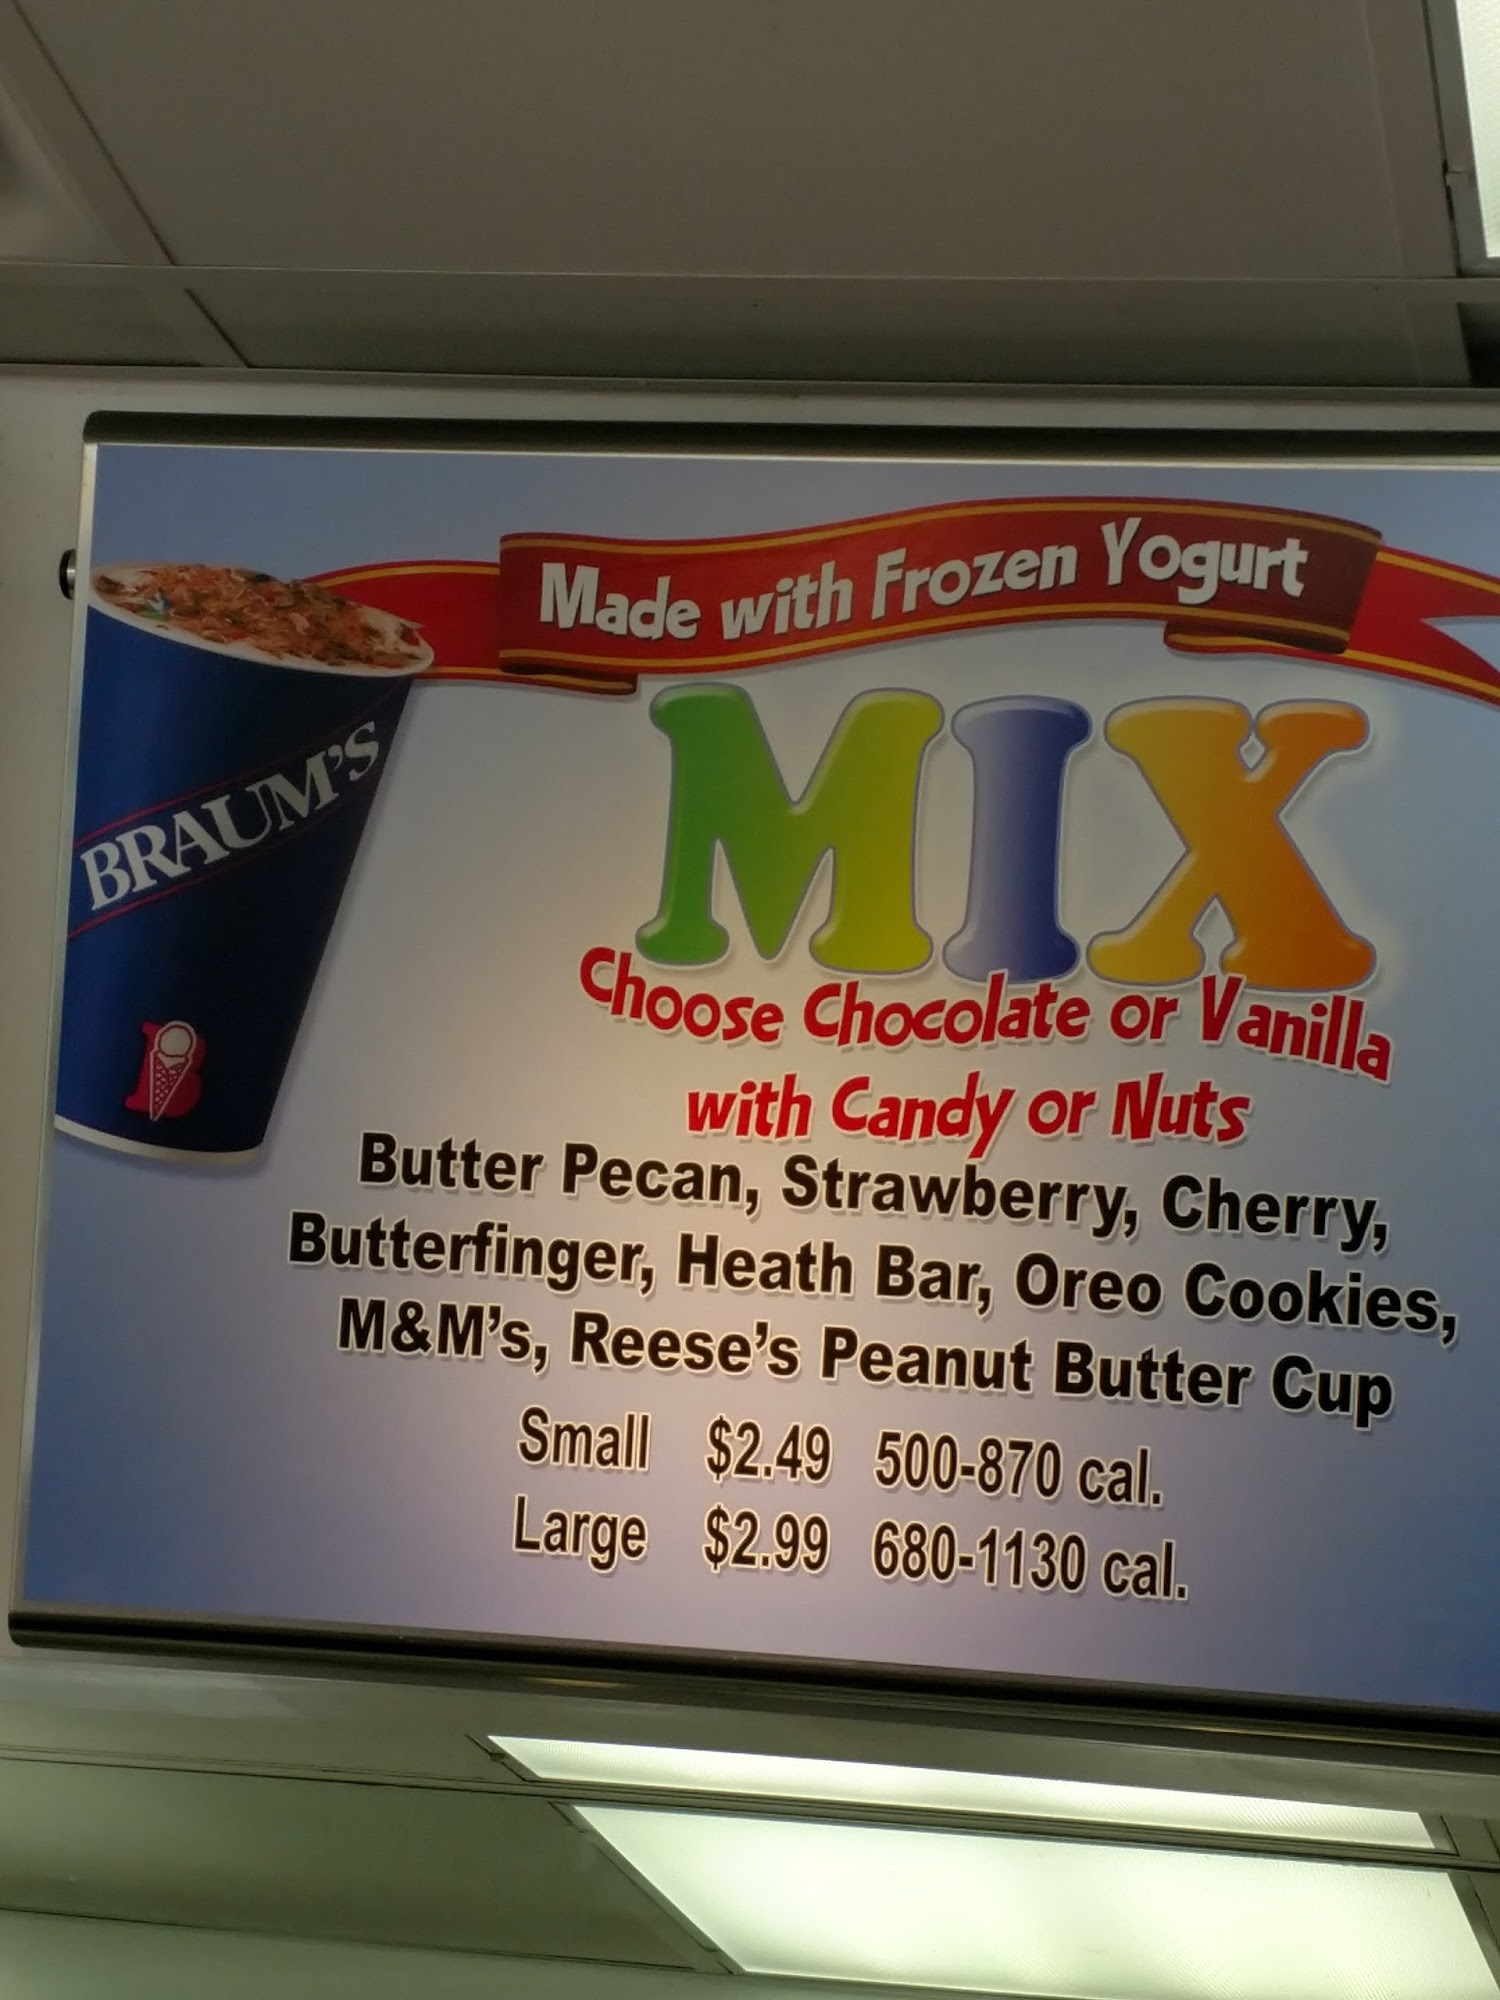 Made with Frozen Yogurt
BRAUM'S
MIX
Choose Chocolate or Vanilla
with Candy or Nuts
Butter Pecan, Strawberry, Cherry,
Butterfinger, Heath Bar, Oreo Cookies,
M&M's, Reese's Peanut Butter Cup
Small $2.49 500-870 cal.
Large $2.99 680-1130 cal.
B